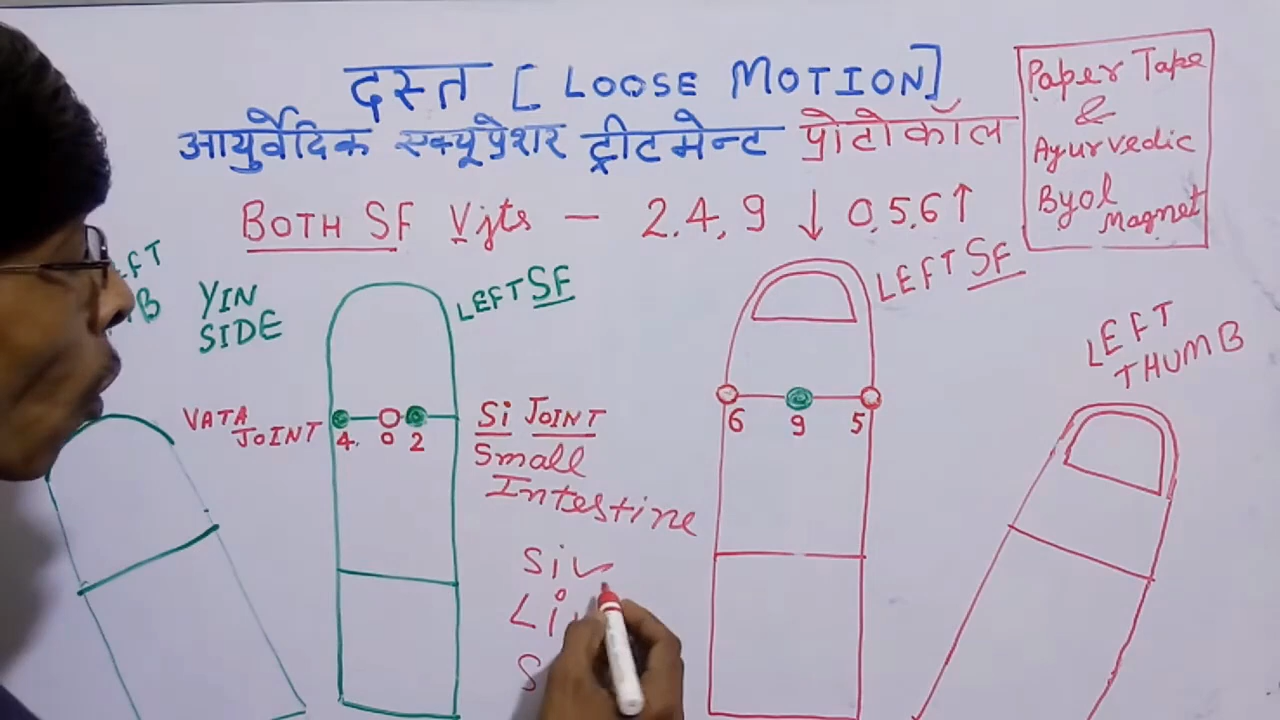 दस्त [ LOOSE MOTION ]
आयुर्वेदिक एक्यूप्रेशर ट्रीटमेन्ट प्रोटोकॉल
Paper Tape
&
Ayurvedic
Byol
Magnet
BOTH SF Vjts — 2.4, 9 ↓ 0,5,6 ↑
YIN
SIDE
LEFT SF
VATA
JOINT
4. 0 2
Si JOINT
Small
Intestine
Si
Li
S
LEFT SF
6 9 5
LEFT
THUMB